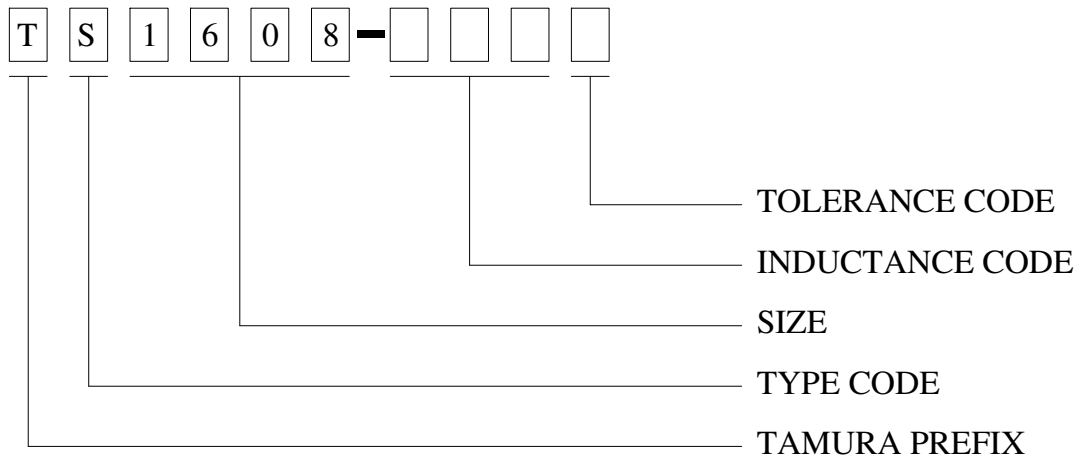 T S 1 6 0 8 -
TOLERANCE CODE
INDUCTANCE CODE
SIZE
TYPE CODE
TAMURA PREFIX